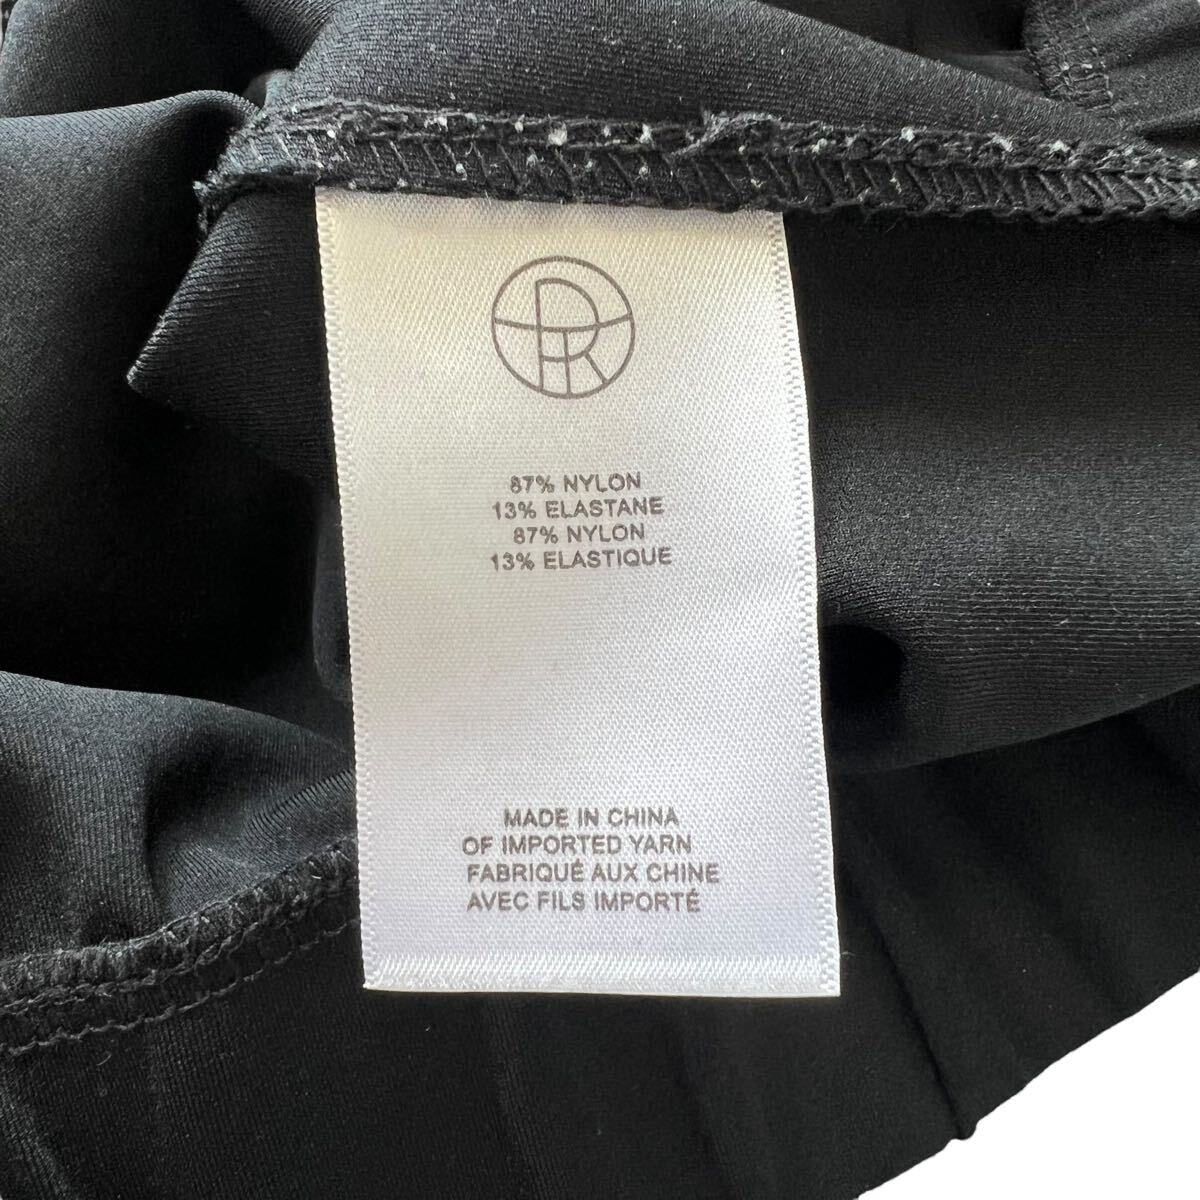 87% NYLON
13% ELASTANE
87% NYLON
13% ELASTIQUE
MADE IN CHINA
OF IMPORTED YARN
FABRIQUÉ AUX CHINE
AVEC FILS IMPORTÉ